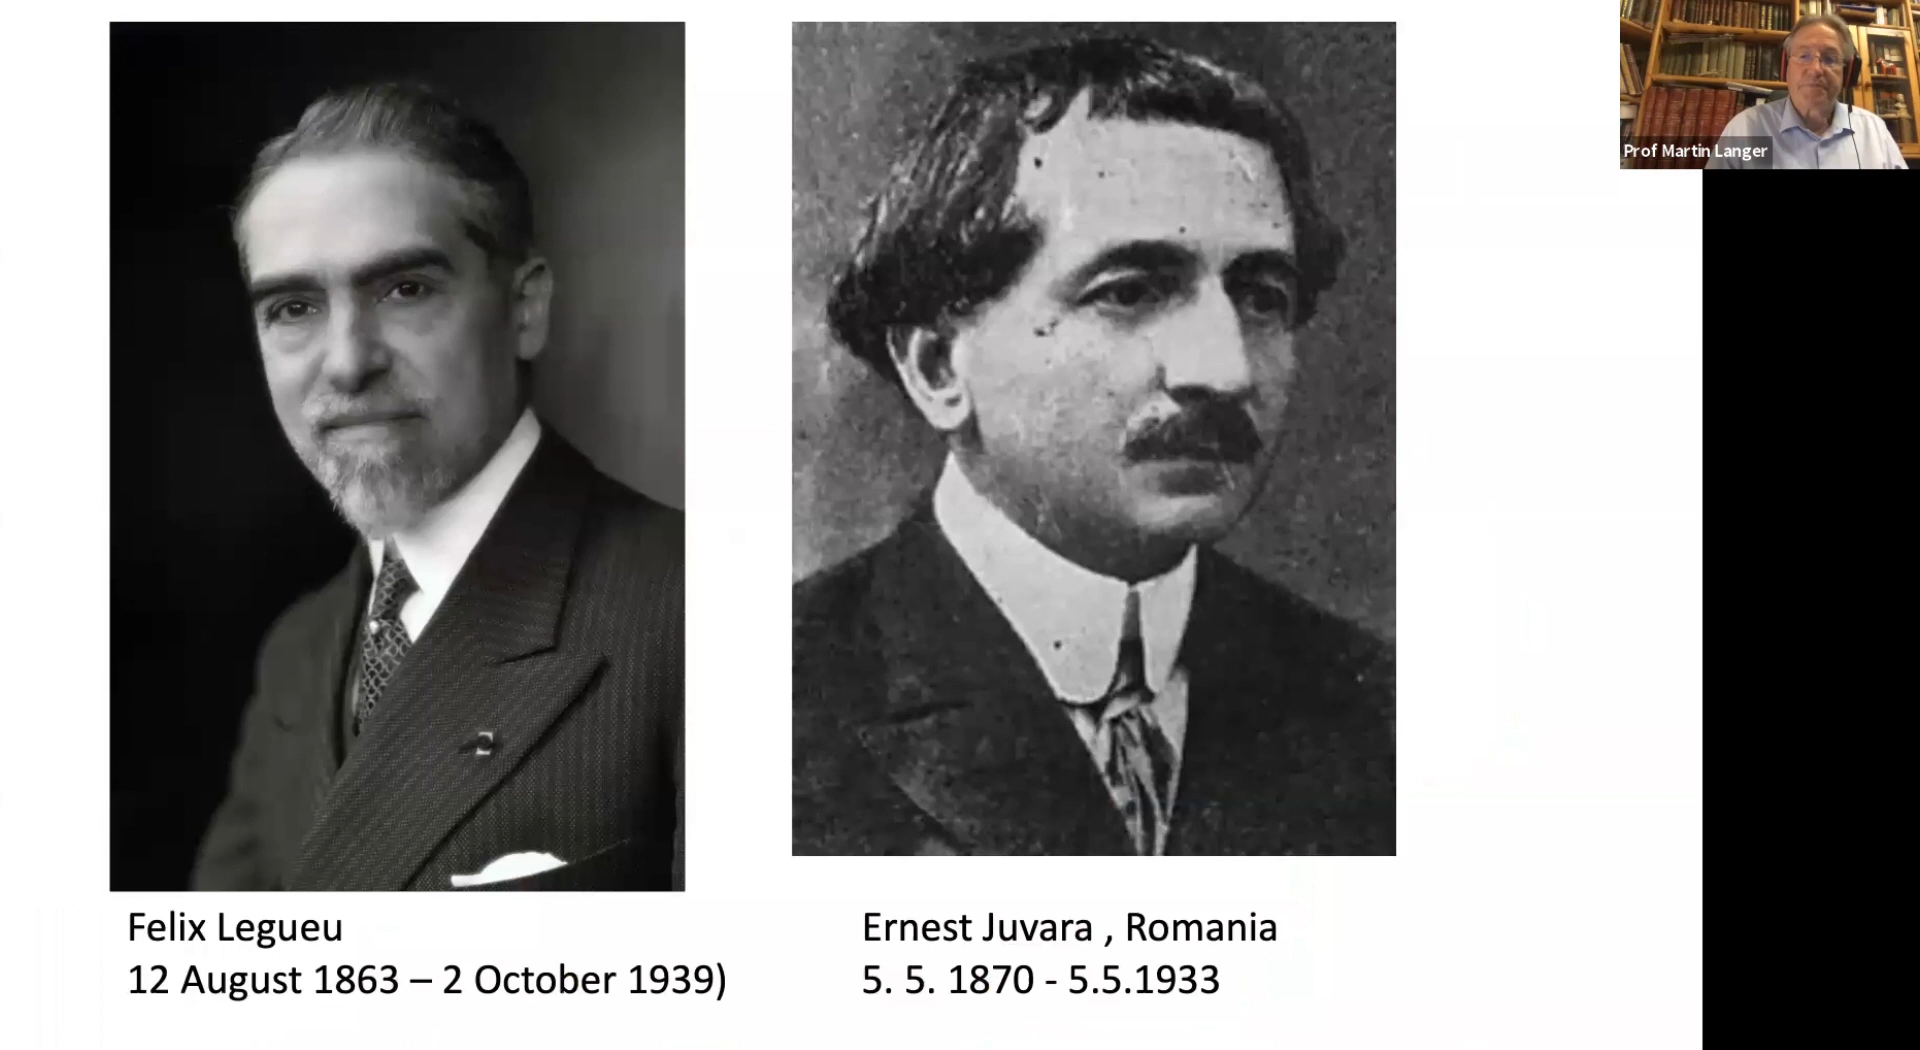 Prof Martin Langer
Felix Legueu
12 August 1863 – 2 October 1939)
Ernest Juvara , Romania
5. 5. 1870 - 5.5.1933